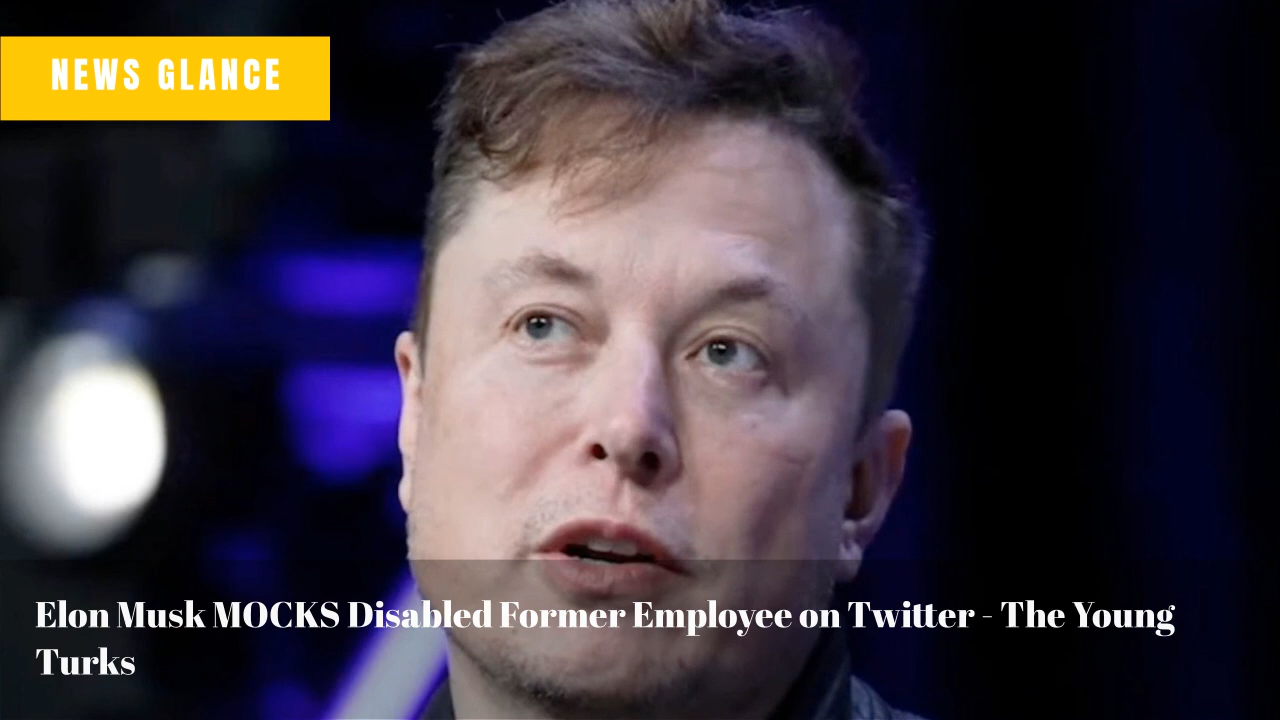 NEWS GLANCE
Elon Musk MOCKS Disabled Former Employee on Twitter - The Young
Turks